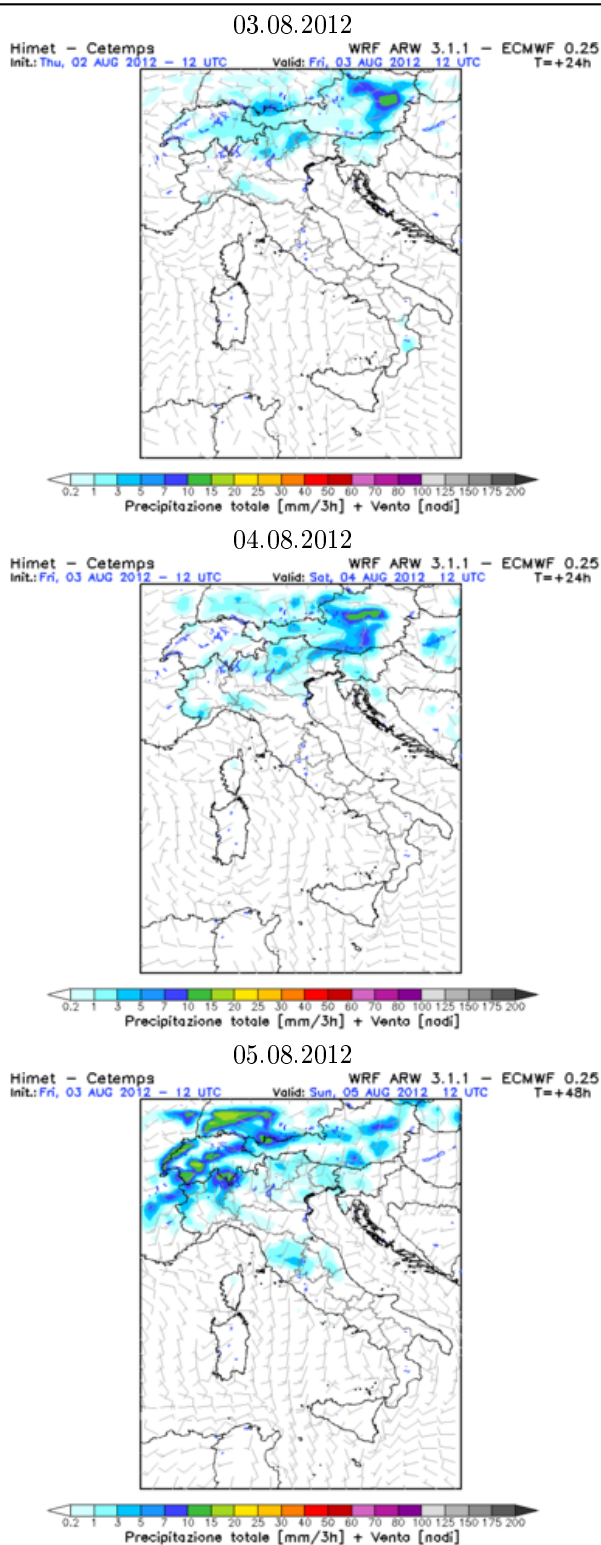 03.08.2012
Himet – Cetemps WRF ARW 3.1.1 – ECMWF 0.25
Init.: Thu, 02 AUG 2012 – 12 UTC Valid: Fri, 03 AUG 2012 12 UTC T=+24h
0.2 1 3 5 7 10 15 20 25 30 40 50 60 70 80 100 125 150 175 200
Precipitazione totale [mm/3h] + Vento [nodi]
04.08.2012
Himet – Cetemps WRF ARW 3.1.1 – ECMWF 0.25
Init.: Fri, 03 AUG 2012 – 12 UTC Valid: Sat, 04 AUG 2012 12 UTC T=+24h
0.2 1 3 5 7 10 15 20 25 30 40 50 60 70 80 100 125 150 175 200
Precipitazione totale [mm/3h] + Vento [nodi]
05.08.2012
Himet – Cetemps WRF ARW 3.1.1 – ECMWF 0.25
Init.: Fri, 03 AUG 2012 – 12 UTC Valid: Sun, 05 AUG 2012 12 UTC T=+48h
0.2 1 3 5 7 10 15 20 25 30 40 50 60 70 80 100 125 150 175 200
Precipitazione totale [mm/3h] + Vento [nodi]